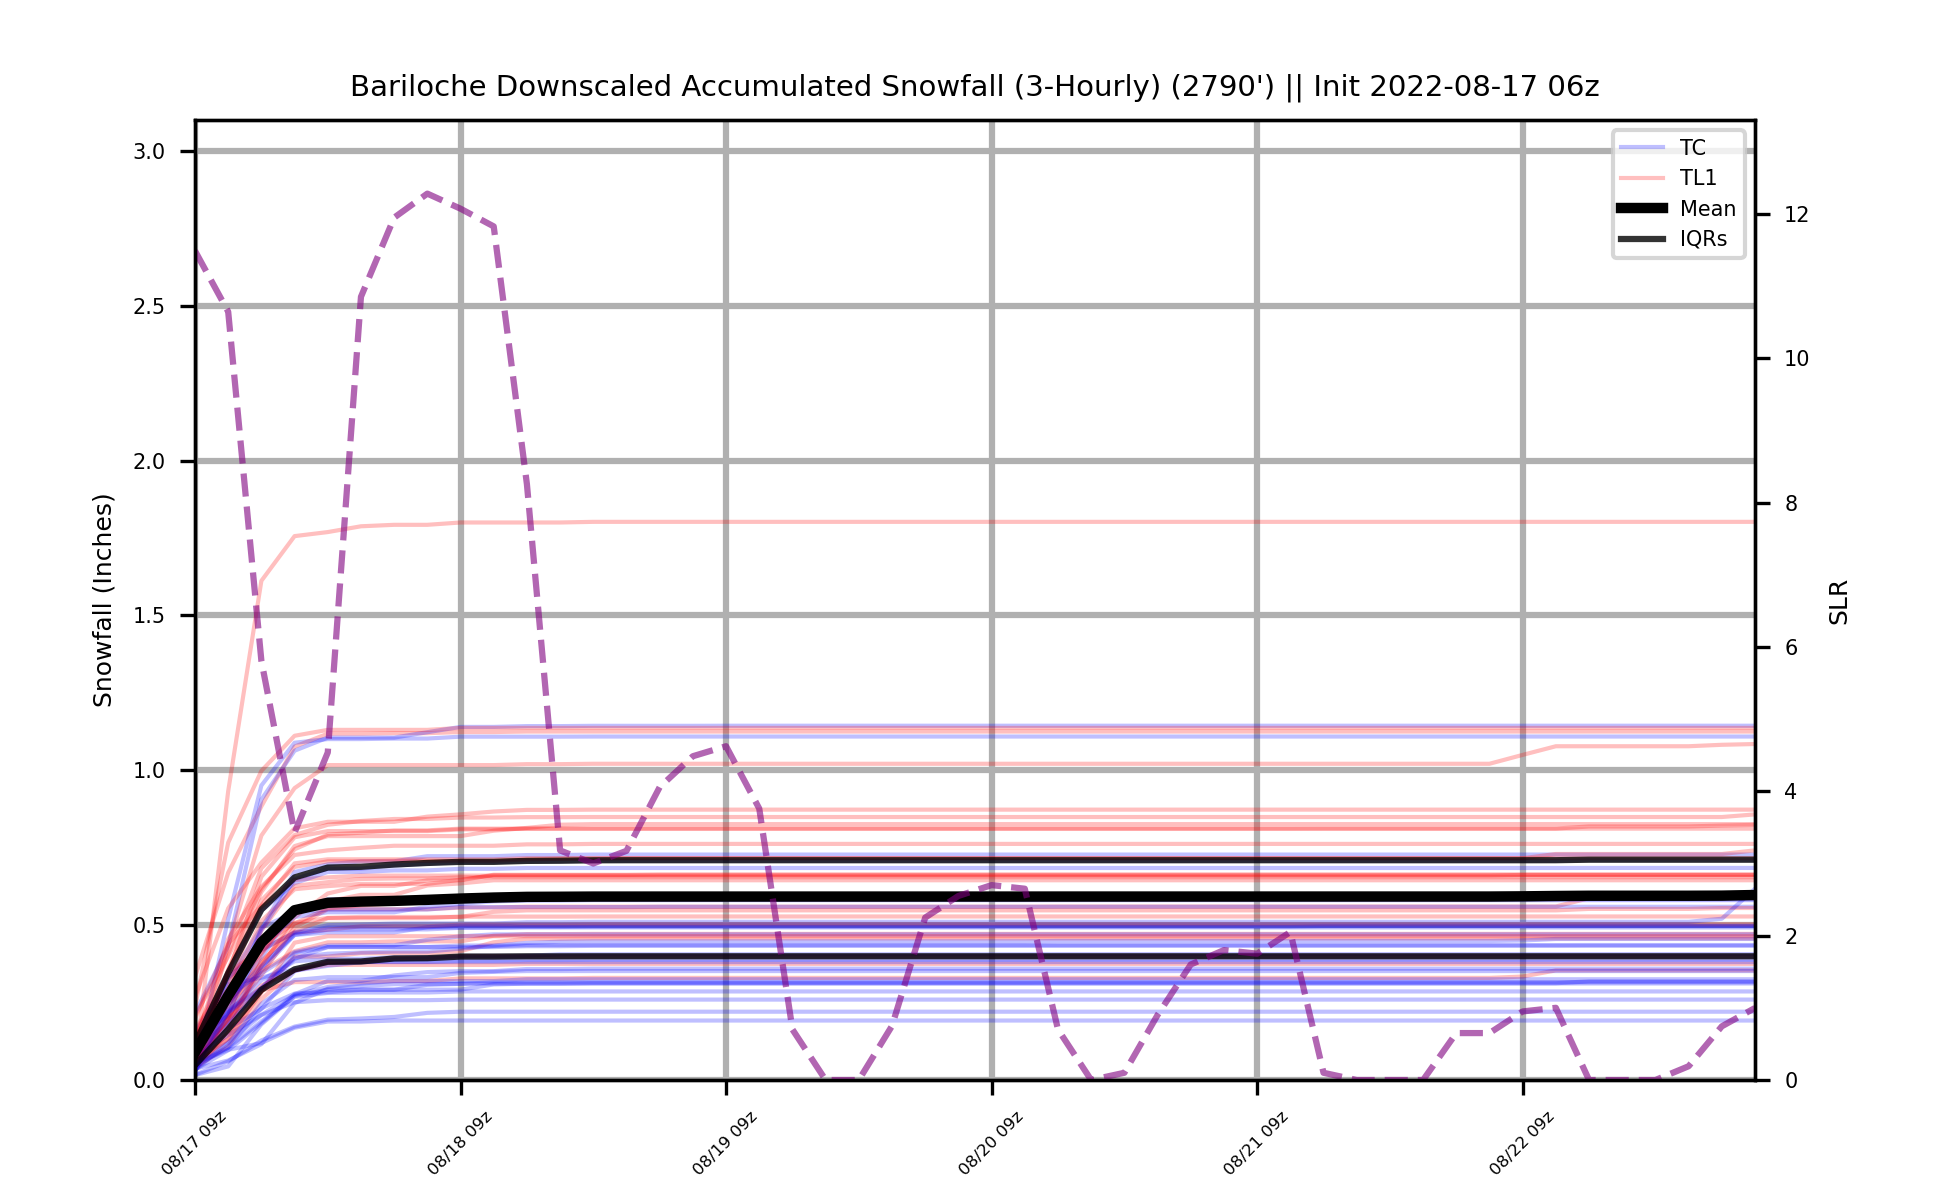 Bariloche Downscaled Accumulated Snowfall (3-Hourly) (2790') || Init 2022-08-17 06z
TC
TL1
Mean
IQRs
Snowfall (Inches)
3.0
2.5
2.0
1.5
1.0
0.5
0.0
12
10
8
6
4
2
0
SLR
08/17 09z
08/18 09z
08/19 09z
08/20 09z
08/21 09z
08/22 09z